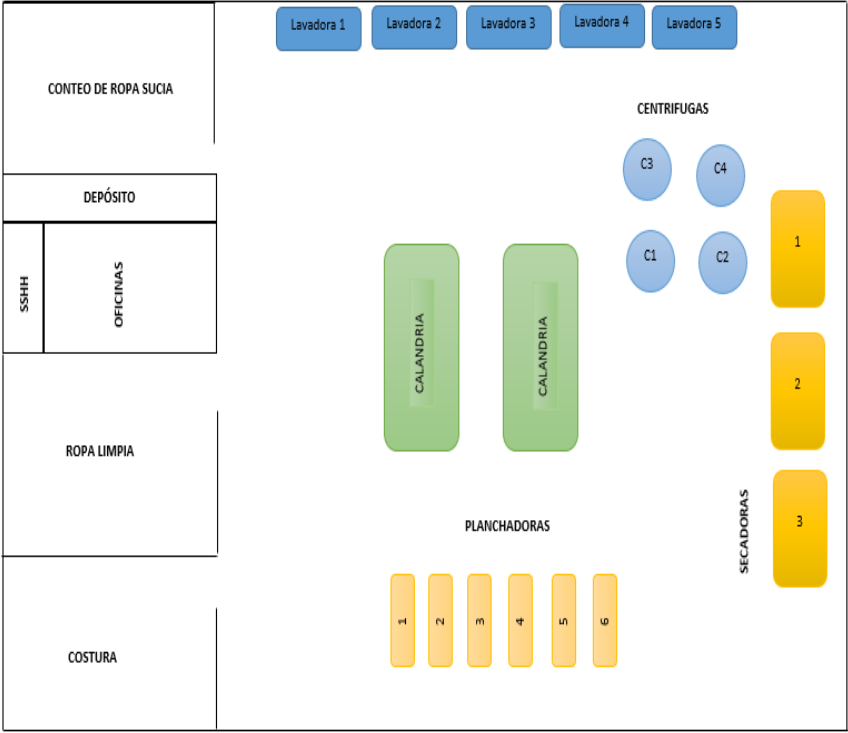 Lavadora 1
Lavadora 2
Lavadora 3
Lavadora 4
Lavadora 5
CONTEO DE ROPA SUCIA
CENTRIFUGAS
C3
C4
DEPÓSITO
C1
C2
1
SSHH
OFICINAS
CALANDRIA
CALANDRIA
2
ROPA LIMPIA
PLANCHADORAS
SECADORAS
3
1
2
3
4
5
6
COSTURA